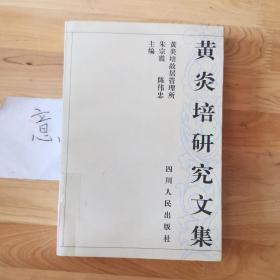 黄炎培研究文集
黄炎培故居管理所
朱宗震 陈伟忠
主编
四川人民出版社
意